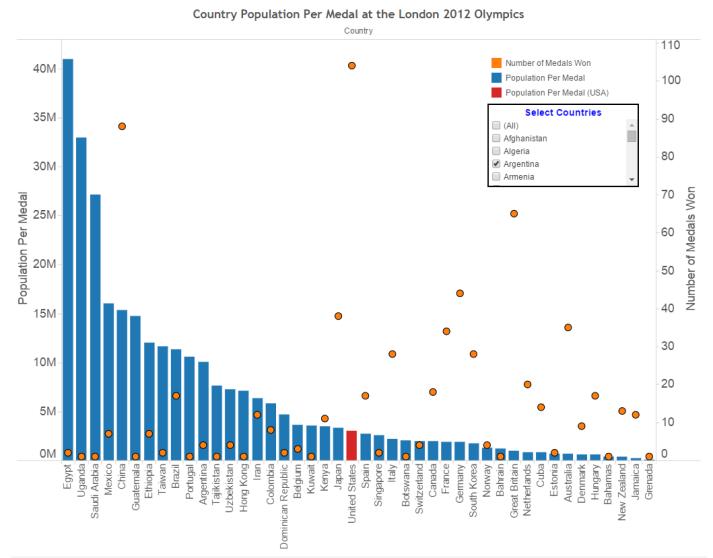 Country Population Per Medal at the London 2012 Olympics
Country
Number of Medals Won
Population Per Medal
Population Per Medal (USA)
Select Countries
(All)
Afghanistan
Algeria
Argentina
Armenia
Population Per Medal
40M
35M
30M
25M
20M
15M
10M
5M
0M
110
100
90
80
70
60
50
40
30
20
10
0
Number of Medals Won
Egypt
Uganda
Saudi Arabia
Mexico
China
Guatemala
Ethiopia
Taiwan
Brazil
Portugal
Argentina
Tajikistan
Uzbekistan
Hong Kong
Iran
Colombia
Dominican Republic
Belgium
Kuwait
Kenya
Japan
United States
Spain
Singapore
Italy
Botswana
Switzerland
Canada
France
Germany
South Korea
Norway
Bahrain
Great Britain
Netherlands
Cuba
Estonia
Australia
Denmark
Hungary
Bahamas
New Zealand
Jamaica
Grenada